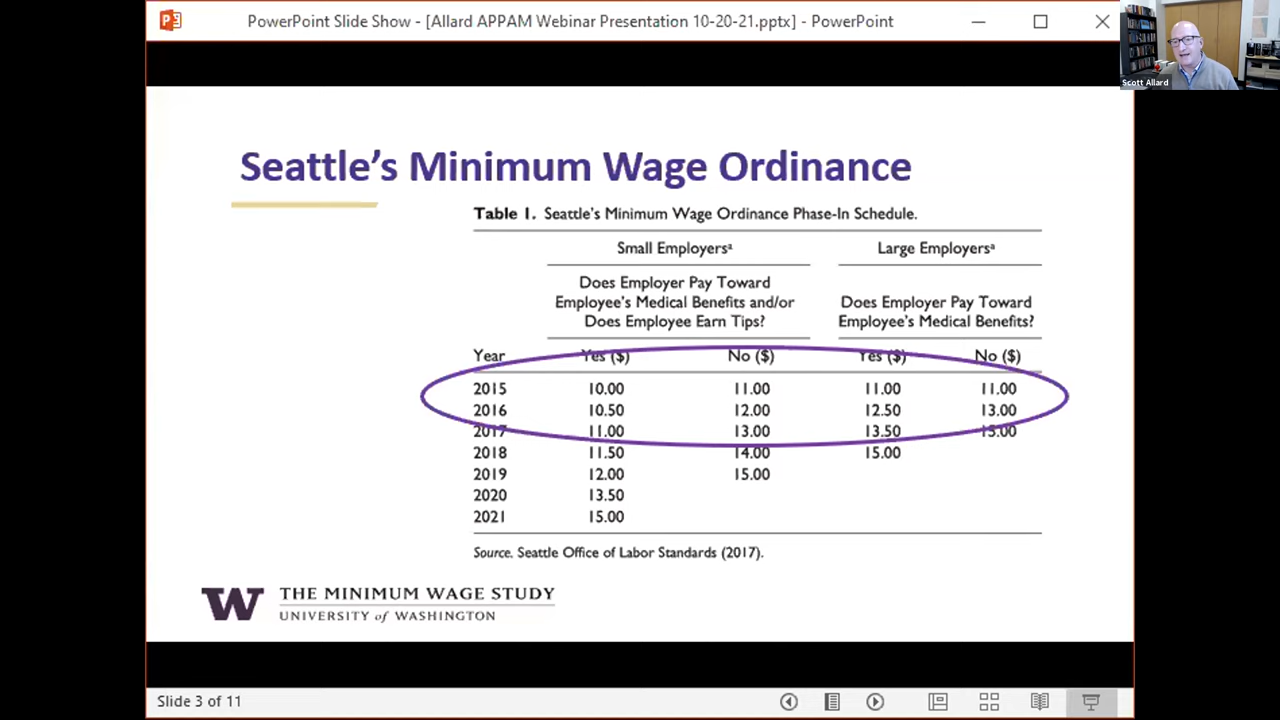 PowerPoint Slide Show - [Allard APPAM Webinar Presentation 10-20-21.pptx] - PowerPoint
Scott Allard
Seattle's Minimum Wage Ordinance
Table 1. Seattle's Minimum Wage Ordinance Phase-In Schedule.
Small Employersᵃ Large Employersᵃ
Does Employer Pay Toward
Employee's Medical Benefits and/or
Does Employee Earn Tips?
Does Employer Pay Toward
Employee's Medical Benefits?
Year Yes ($) No ($) Yes ($) No ($)
2015 10.00 11.00 11.00 11.00
2016 10.50 12.00 12.50 13.00
2017 11.00 13.00 13.50 15.00
2018 11.50 14.00 15.00
2019 12.00 15.00
2020 13.50
2021 15.00
Source. Seattle Office of Labor Standards (2017).
W THE MINIMUM WAGE STUDY
UNIVERSITY of WASHINGTON
Slide 3 of 11